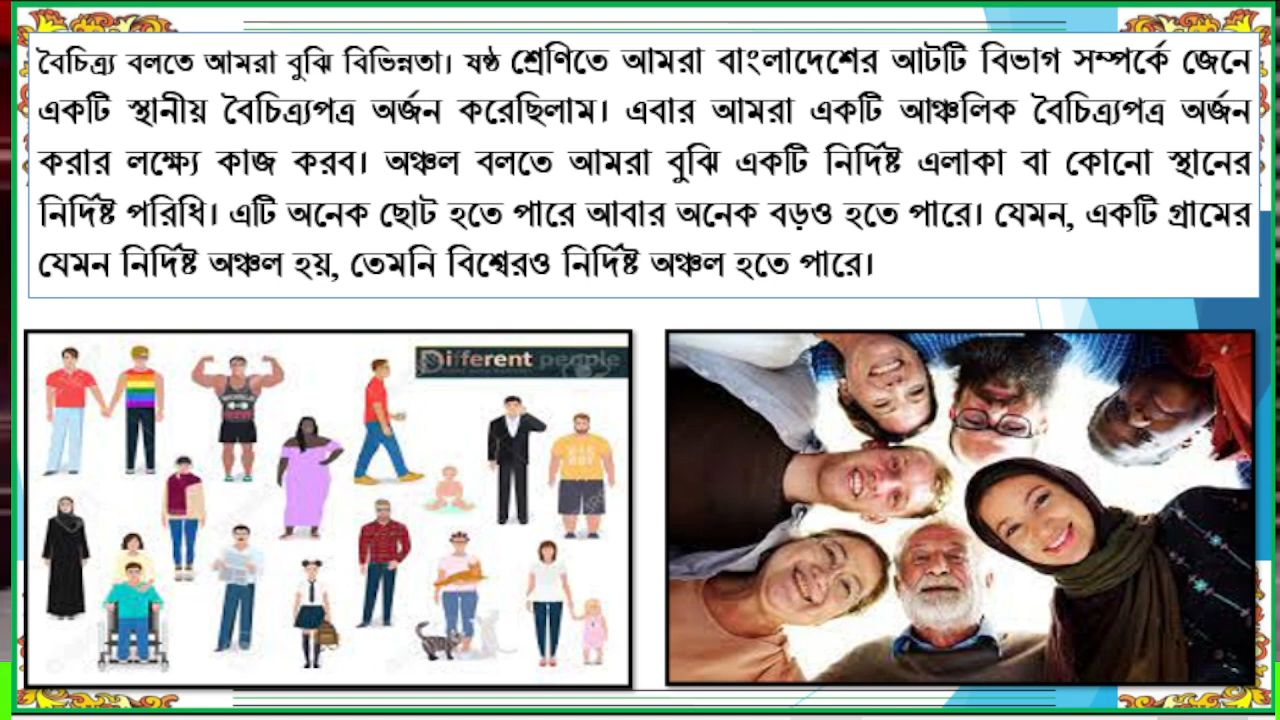 বৈচিত্র্য বলতে আমরা বুঝি বিভিন্নতা। ষষ্ঠ শ্রেণিতে আমরা বাংলাদেশের আটটি বিভাগ সম্পর্কে জেনে
একটি স্থানীয় বৈচিত্র্যপত্র অর্জন করেছিলাম। এবার আমরা একটি আঞ্চলিক বৈচিত্র্যপত্র অর্জন
করার লক্ষ্যে কাজ করব। অঞ্চল বলতে আমরা বুঝি একটি নির্দিষ্ট এলাকা বা কোনো স্থানের
নির্দিষ্ট পরিধি। এটি অনেক ছোট হতে পারে আবার অনেক বড়ও হতে পারে। যেমন, একটি গ্রামের
যেমন নির্দিষ্ট অঞ্চল হয়, তেমনি বিশ্বেরও নির্দিষ্ট অঞ্চল হতে পারে।
Different people